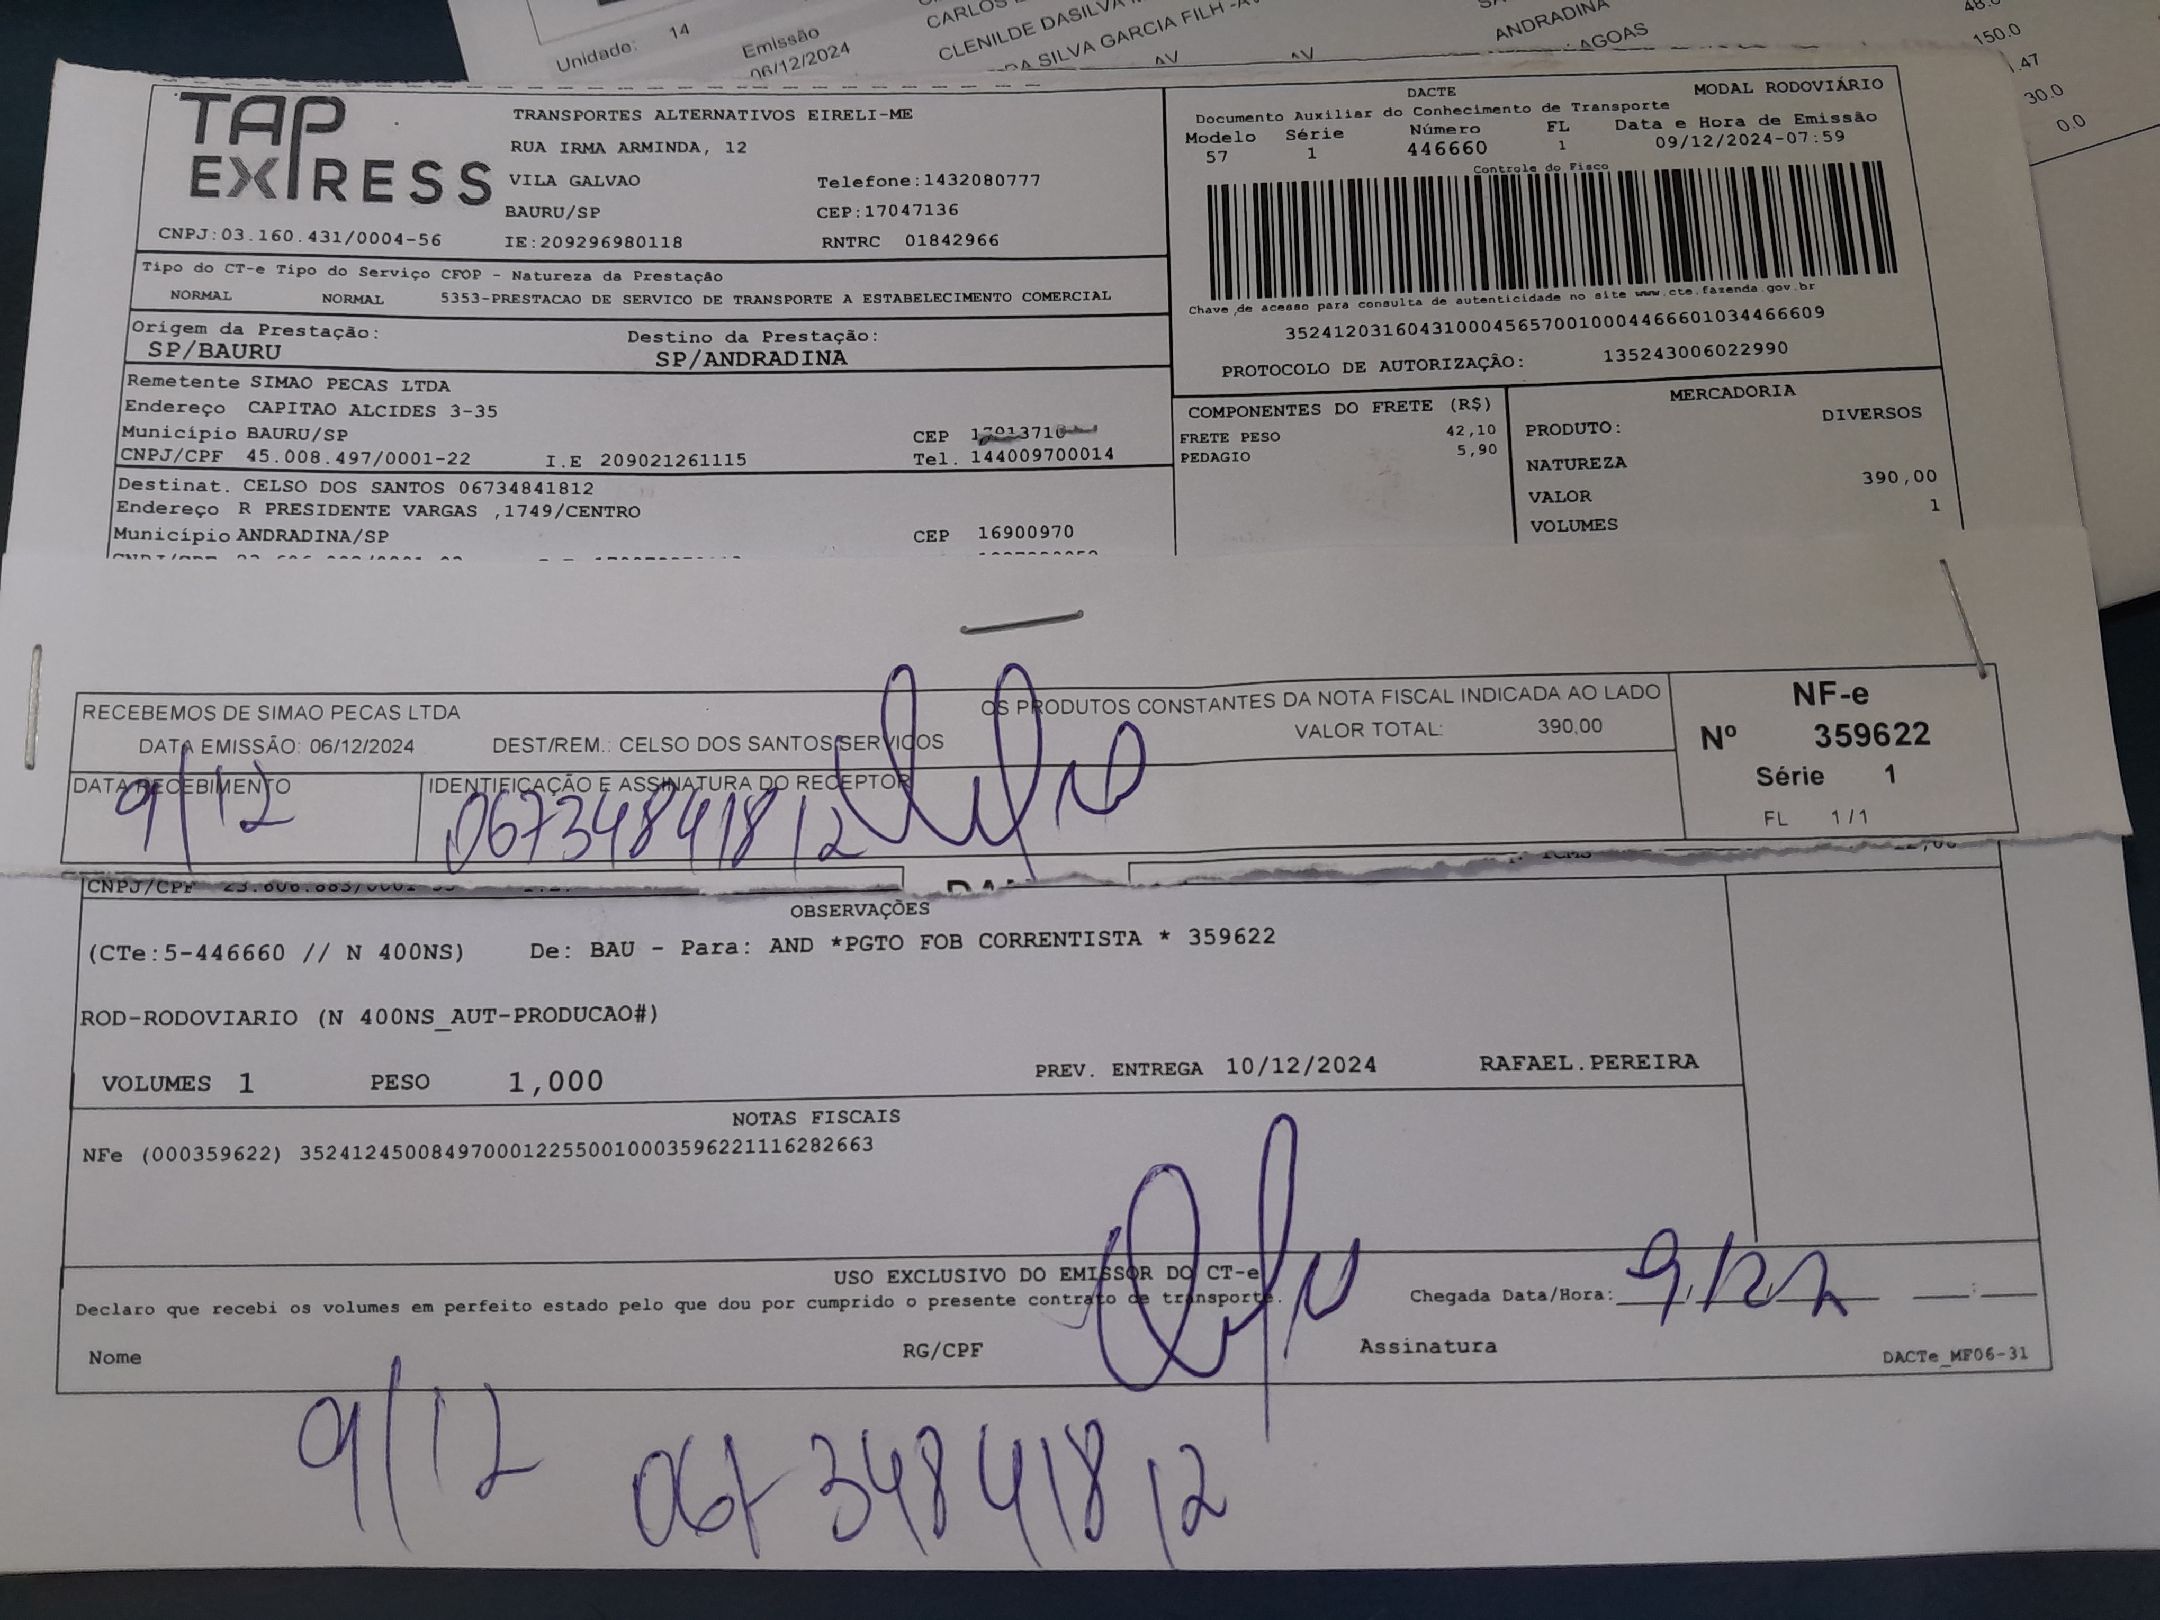 Unidade: 14
Emissão
06/12/2024
CLENILDE DASILVA
DA SILVA GARCIA FILH -AV
AV AV
ANDRADINA
AGOAS
150.0
.47
30.0
0.0
TAP EXPRESS
TRANSPORTES ALTERNATIVOS EIRELI-ME
RUA IRMA ARMINDA, 12
VILA GALVAO Telefone:1432080777
BAURU/SP CEP:17047136
CNPJ:03.160.431/0004-56 IE:209296980118 RNTRC 01842966
DACTE MODAL RODOVIÁRIO
Documento Auxiliar do Conhecimento de Transporte
Modelo Série Número FL Data e Hora de Emissão
57 1 446660 1 09/12/2024-07:59
Controle do Fisco
Chave de acesso para consulta de autenticidade no site www.cte.fazenda.gov.br
35241203160431000456570010004466601034466609
PROTOCOLO DE AUTORIZAÇÃO: 135243006022990
Tipo do CT-e Tipo do Serviço CFOP - Natureza da Prestação
NORMAL NORMAL 5353-PRESTACAO DE SERVICO DE TRANSPORTE A ESTABELECIMENTO COMERCIAL
Origem da Prestação: Destino da Prestação:
SP/BAURU SP/ANDRADINA
Remetente SIMAO PECAS LTDA
Endereço CAPITAO ALCIDES 3-35
Município BAURU/SP CEP
CNPJ/CPF 45.008.497/0001-22 I.E 209021261115 Tel. 144009700014
Destinat. CELSO DOS SANTOS 06734841812
Endereço R PRESIDENTE VARGAS ,1749/CENTRO
Município ANDRADINA/SP CEP 16900970
COMPONENTES DO FRETE (R$)
FRETE PESO 42,10
PEDAGIO 5,90
MERCADORIA
PRODUTO: DIVERSOS
NATUREZA
VALOR 390,00
VOLUMES 1
RECEBEMOS DE SIMAO PECAS LTDA OS PRODUTOS CONSTANTES DA NOTA FISCAL INDICADA AO LADO
DATA EMISSÃO: 06/12/2024 DEST/REM.: CELSO DOS SANTOS SERVICOS VALOR TOTAL: 390,00
DATA RECEBIMENTO IDENTIFICAÇÃO E ASSINATURA DO RECEPTOR
9/12 06734841812
NF-e
Nº 359622
Série 1
FL 1/1
CNPJ/CPF
OBSERVAÇÕES
(CTe:5-446660 // N 400NS) De: BAU - Para: AND *PGTO FOB CORRENTISTA * 359622
ROD-RODOVIARIO (N 400NS_AUT-PRODUCAO#)
VOLUMES 1 PESO 1,000 PREV. ENTREGA 10/12/2024 RAFAEL.PEREIRA
NOTAS FISCAIS
NFe (000359622) 35241245008497000122550010003596221116282663
USO EXCLUSIVO DO EMISSOR DO CT-e
Declaro que recebi os volumes em perfeito estado pelo que dou por cumprido o presente contrato de transporte. Chegada Data/Hora:
Nome RG/CPF Assinatura
DACTe_MF06-31
9/12 06734841812